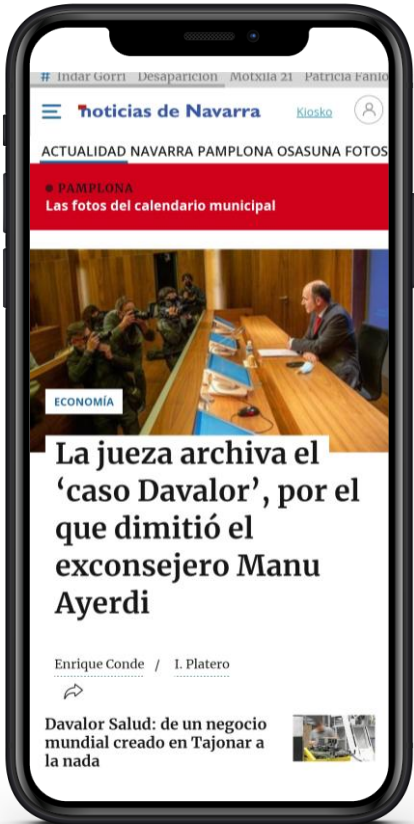 # Indar Gorri Desaparición Motxila 21 Patricia Fanlo
noticias de Navarra Kiosko
ACTUALIDAD NAVARRA PAMPLONA OSASUNA FOTOS
PAMPLONA
Las fotos del calendario municipal
ECONOMÍA
La jueza archiva el
‘caso Davalor’, por el
que dimitió el
exconsejero Manu
Ayerdi
Enrique Conde / I. Platero
Davalor Salud: de un negocio
mundial creado en Tajonar a
la nada